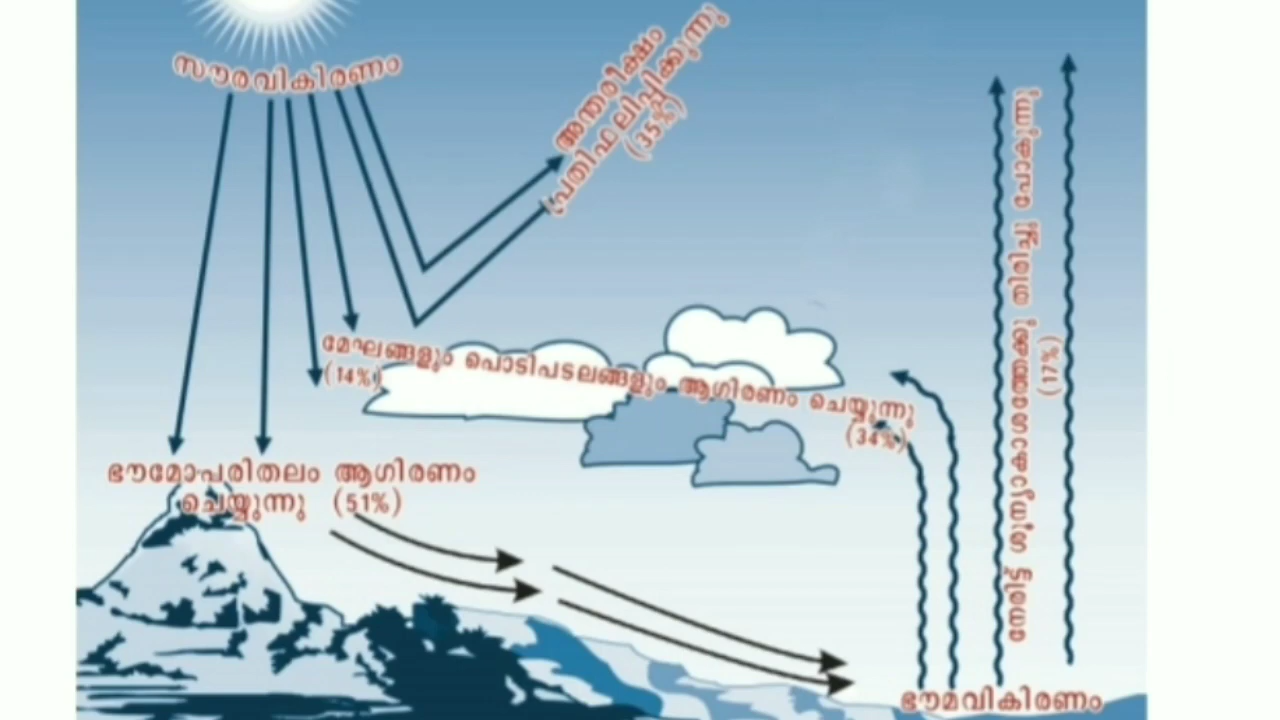 സൗരവികിരണം
അന്തരീക്ഷം
പ്രതിഫലിപ്പിക്കുന്നു
(35%)
മേഘങ്ങളും പൊടിപടലങ്ങളും ആഗിരണം ചെയ്യുന്നു
(14%)
(34%)
ഭൗമോപരിതലം ആഗിരണം
ചെയ്യുന്നു (51%)
നേരിട്ട് ശൂന്യാകാശത്തേക്ക് തിരിച്ച് പോകുന്നു
(17%)
ഭൗമവികിരണം